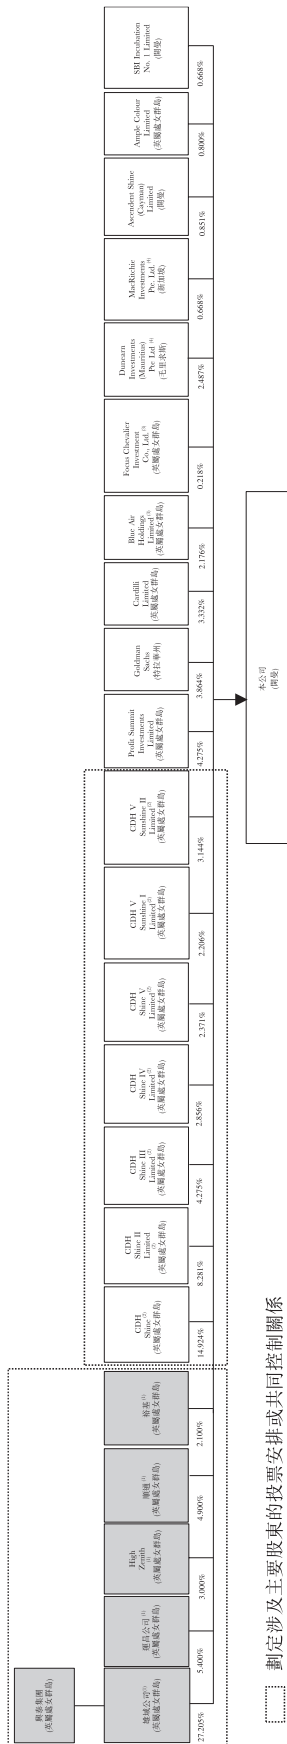 興泰集團
(英屬處女群島)
雄域公司(1)
(英屬處女群島)
27.205%
運昌公司(1)
(英屬處女群島)
5.400%
High
Zenith
(1)
(英屬處女群島)
3.000%
順通(1)
(英屬處女群島)
4.900%
裕基(1)
(英屬處女群島)
2.100%
CDH
Shine(2)
(英屬處女群島)
14.924%
CDH
Shine II
Limited
(2)
(英屬處女群島)
8.281%
CDH
Shine III
Limited(2)
(英屬處女群島)
4.275%
CDH
Shine IV
Limited(2)
(英屬處女群島)
2.856%
CDH
Shine V
Limited(2)
(英屬處女群島)
2.371%
CDH V
Sunshine I
Limited(2)
(英屬處女群島)
2.206%
CDH V
Sunshine II
Limited(2)
(英屬處女群島)
3.144%
Profit Summit
Investments
Limited
(英屬處女群島)
4.275%
Goldman
Sachs
(特拉華州)
3.864%
Cardilli
Limited
(英屬處女群島)
3.332%
Blue Air
Holdings
Limited(3)
(英屬處女群島)
2.176%
Focus Chevalier
Investment
Co., Ltd.(3)
(英屬處女群島)
0.218%
Dunearn
Investments
(Mauritius)
Pte Ltd(4)
(毛里求斯)
2.487%
MacRitchie
Investments
Pte. Ltd.(4)
(新加坡)
0.668%
Ascendent Shine
(Cayman)
Limited
(開曼)
0.851%
Ample Colour
Limited
(英屬處女群島)
0.800%
SBI Incubation
No. 1 Limited
(開曼)
0.668%
本公司
(開曼)
劃定涉及主要股東的投票安排或共同控制關係